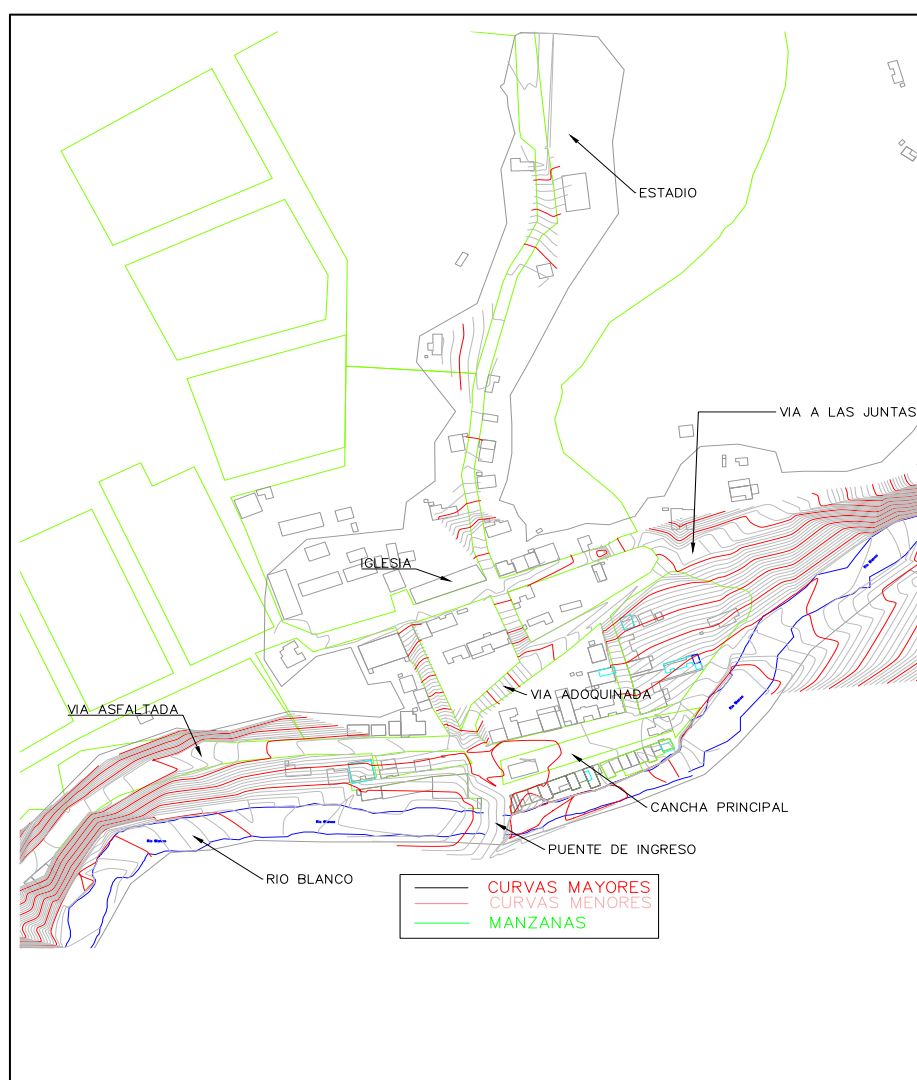 ESTADIO
VIA A LAS JUNTAS
IGLESIA
VIA ADOQUINADA
VIA ASFALTADA
CANCHA PRINCIPAL
PUENTE DE INGRESO
RIO BLANCO
CURVAS MAYORES
CURVAS MENORES
MANZANAS